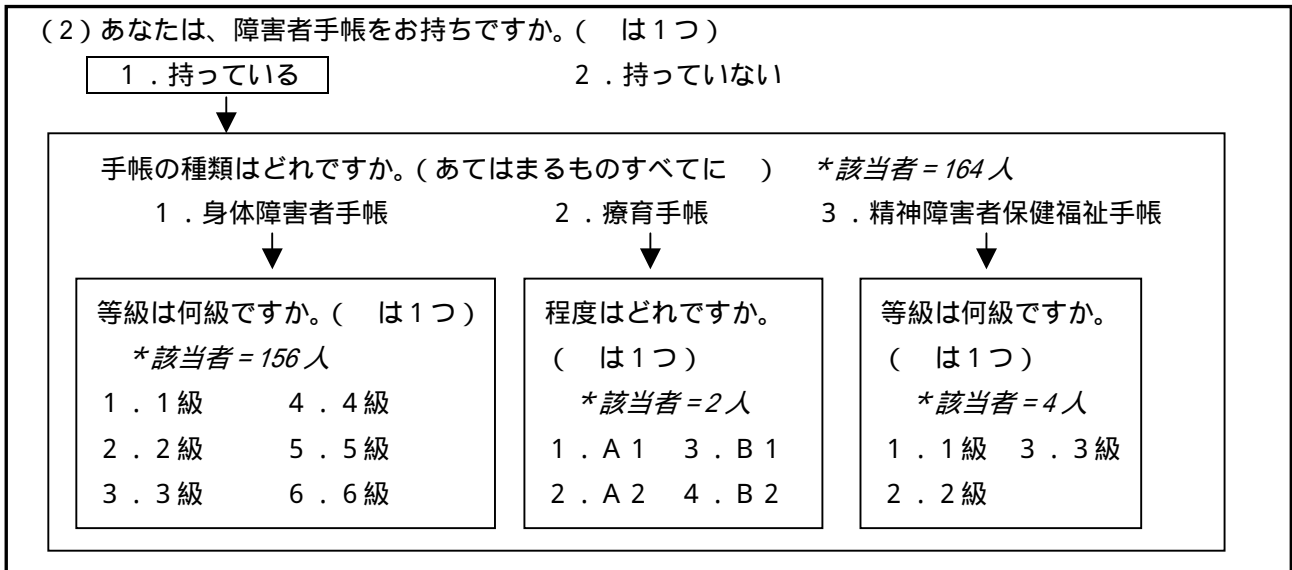 (2)あなたは、障害者手帳をお持ちですか。(　は1つ)
1.持っている　2.持っていない
手帳の種類はどれですか。(あてはまるものすべてに　)　*該当者=164人
1.身体障害者手帳　2.療育手帳　3.精神障害者保健福祉手帳
等級は何級ですか。(　は1つ)
*該当者=156人
1.1級　4.4級
2.2級　5.5級
3.3級　6.6級
程度はどれですか。
(　は1つ)
*該当者=2人
1.A1　3.B1
2.A2　4.B2
等級は何級ですか。
(　は1つ)
*該当者=4人
1.1級　3.3級
2.2級